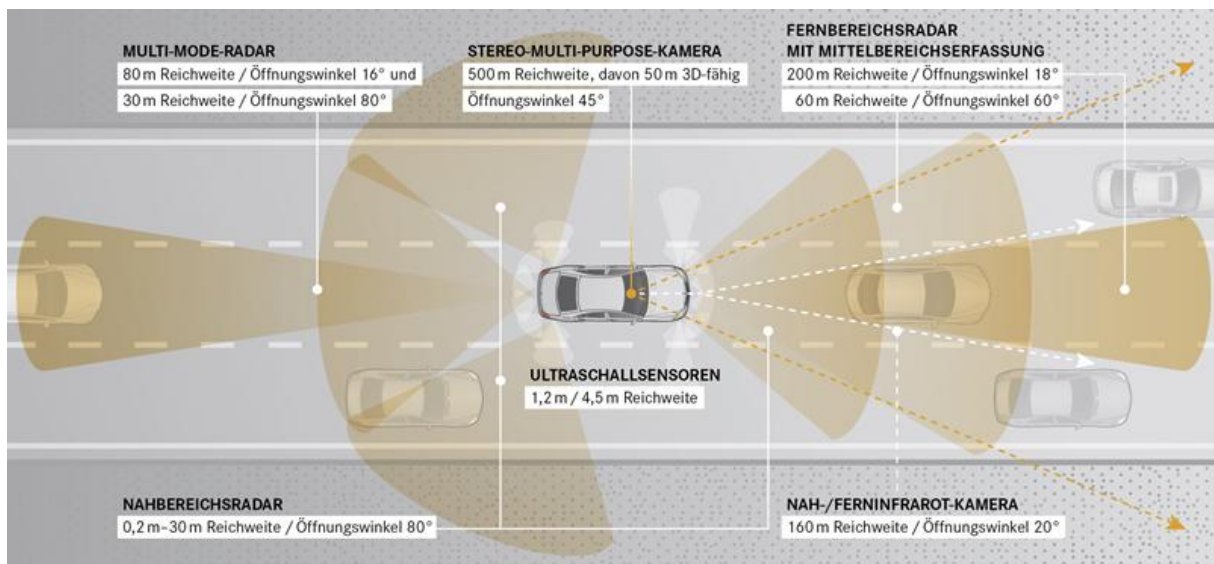 MULTI-MODE-RADAR
80 m Reichweite / Öffnungswinkel 16° und
30 m Reichweite / Öffnungswinkel 80°
STEREO-MULTI-PURPOSE-KAMERA
500 m Reichweite, davon 50 m 3D-fähig
Öffnungswinkel 45°
FERNBEREICHSRADAR
MIT MITTELBEREICHSERFASSUNG
200 m Reichweite / Öffnungswinkel 18°
60 m Reichweite / Öffnungswinkel 60°
ULTRASCHALLSENSOREN
1,2 m / 4,5 m Reichweite
NAHBEREICHSRADAR
0,2 m–30 m Reichweite / Öffnungswinkel 80°
NAH-/FERNINFRAROT-KAMERA
160 m Reichweite / Öffnungswinkel 20°